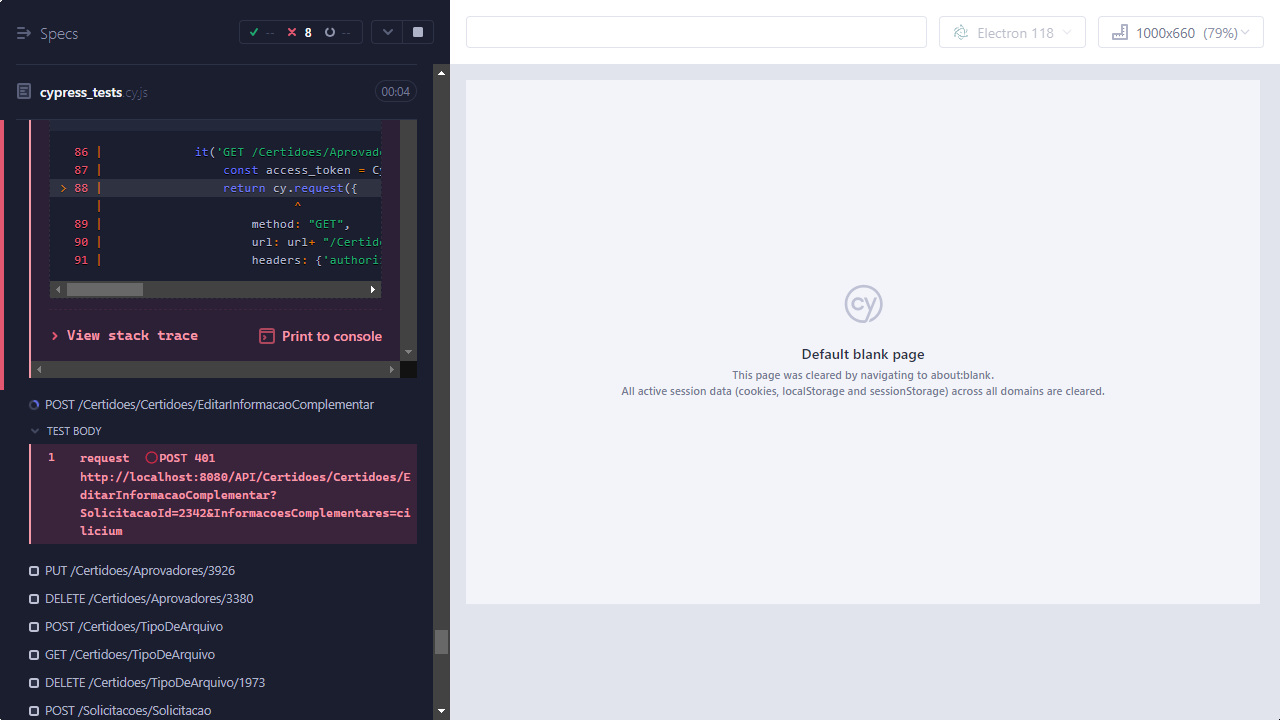 Specs
--
8
--
cypress_tests.cy.js
00:04
86 | it('GET /Certidoes/Aprovado
87 | const access_token = Cy
> 88 | return cy.request({
| ^
89 | method: "GET",
90 | url: url+ "/Certido
91 | headers: {'authori
View stack trace
Print to console
POST /Certidoes/Certidoes/EditarInformacaoComplementar
TEST BODY
1 request POST 401
http://localhost:8080/API/Certidoes/Certidoes/E
ditarInformacaoComplementar?
SolicitacaoId=2342&InformacoesComplementares=ci
licium
PUT /Certidoes/Aprovadores/3926
DELETE /Certidoes/Aprovadores/3380
POST /Certidoes/TipoDeArquivo
GET /Certidoes/TipoDeArquivo
DELETE /Certidoes/TipoDeArquivo/1973
POST /Solicitacoes/Solicitacao
Electron 118
1000x660 (79%)
cy
Default blank page
This page was cleared by navigating to about:blank.
All active session data (cookies, localStorage and sessionStorage) across all domains are cleared.